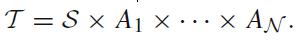 𝒯 = 𝒮 × A₁ × ⋯ × A_𝒩.